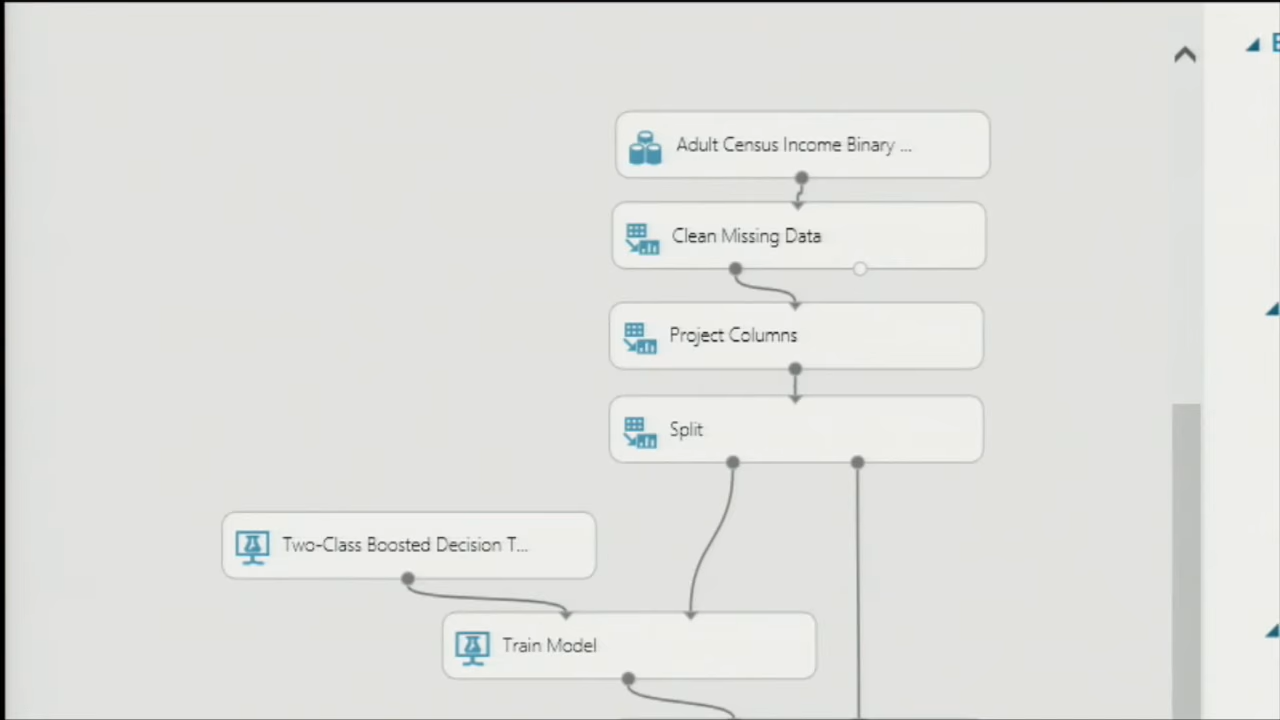 Adult Census Income Binary ...
Clean Missing Data
Project Columns
Split
Two-Class Boosted Decision T...
Train Model